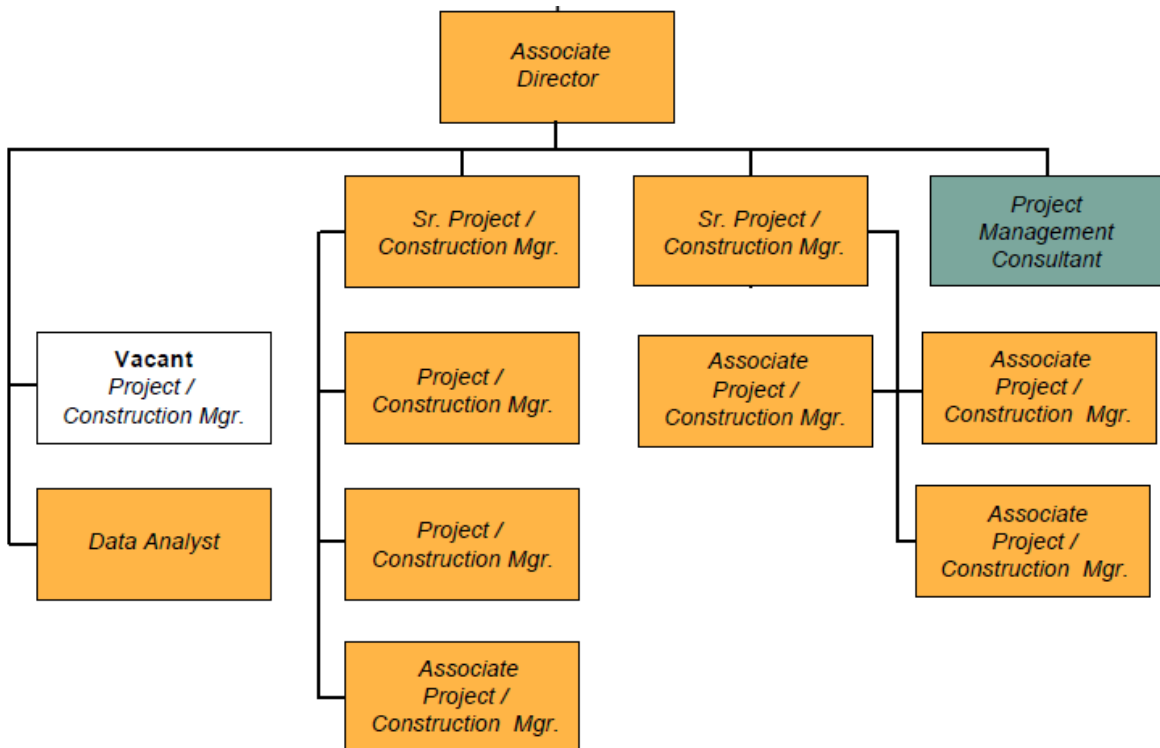 Associate
Director
Sr. Project /
Construction Mgr.
Sr. Project /
Construction Mgr.
Project
Management
Consultant
Vacant
Project /
Construction Mgr.
Project /
Construction Mgr.
Associate
Project /
Construction Mgr.
Associate
Project /
Construction  Mgr.
Data Analyst
Project /
Construction Mgr.
Associate
Project /
Construction  Mgr.
Associate
Project /
Construction  Mgr.